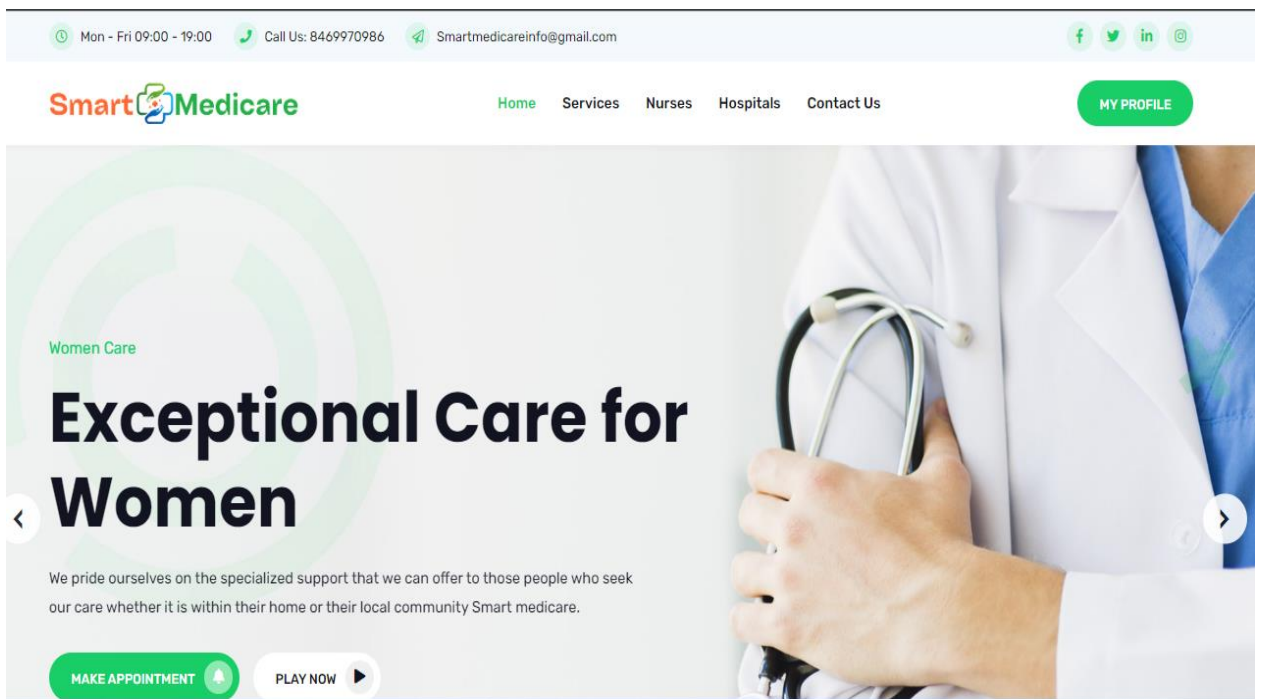 Mon - Fri 09:00 - 19:00 Call Us: 8469970986 Smartmedicareinfo@gmail.com
Smart Medicare Home Services Nurses Hospitals Contact Us MY PROFILE
Women Care
Exceptional Care for
Women
We pride ourselves on the specialized support that we can offer to those people who seek
our care whether it is within their home or their local community Smart medicare.
MAKE APPOINTMENT PLAY NOW